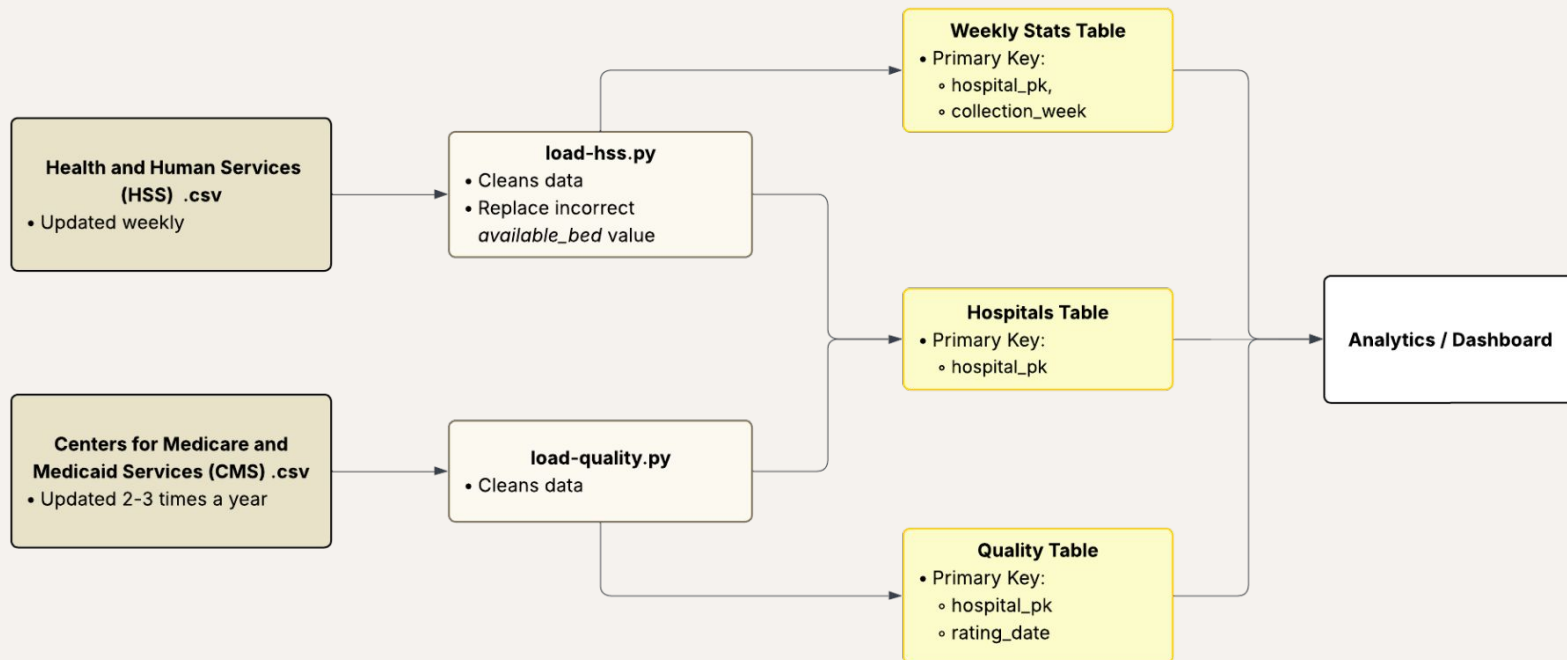 Health and Human Services
(HSS) .csv
• Updated weekly
Centers for Medicare and
Medicaid Services (CMS) .csv
• Updated 2-3 times a year
load-hss.py
• Cleans data
• Replace incorrect
available_bed value
load-quality.py
• Cleans data
Weekly Stats Table
• Primary Key:
∘ hospital_pk,
∘ collection_week
Hospitals Table
• Primary Key:
∘ hospital_pk
Quality Table
• Primary Key:
∘ hospital_pk
∘ rating_date
Analytics / Dashboard